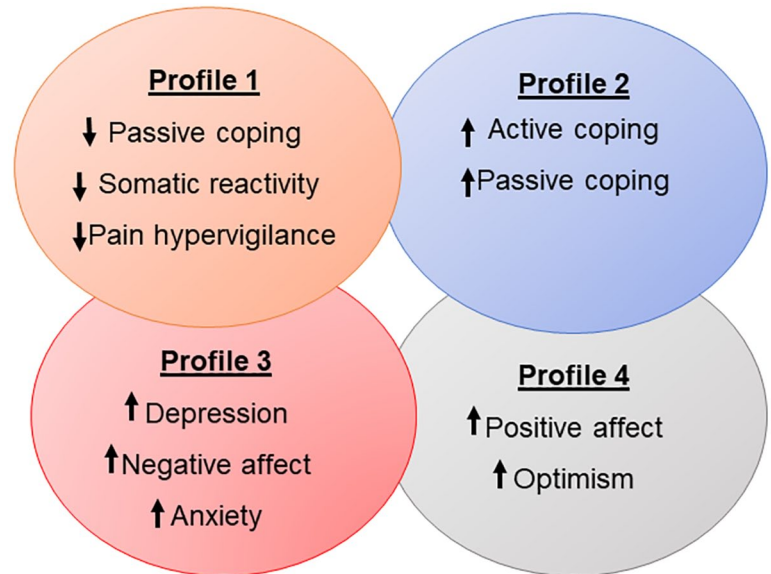 Profile 1
↓ Passive coping
↓ Somatic reactivity
↓Pain hypervigilance
Profile 2
↑ Active coping
↑Passive coping
Profile 3
↑ Depression
↑Negative affect
↑ Anxiety
Profile 4
↑Positive affect
↑ Optimism